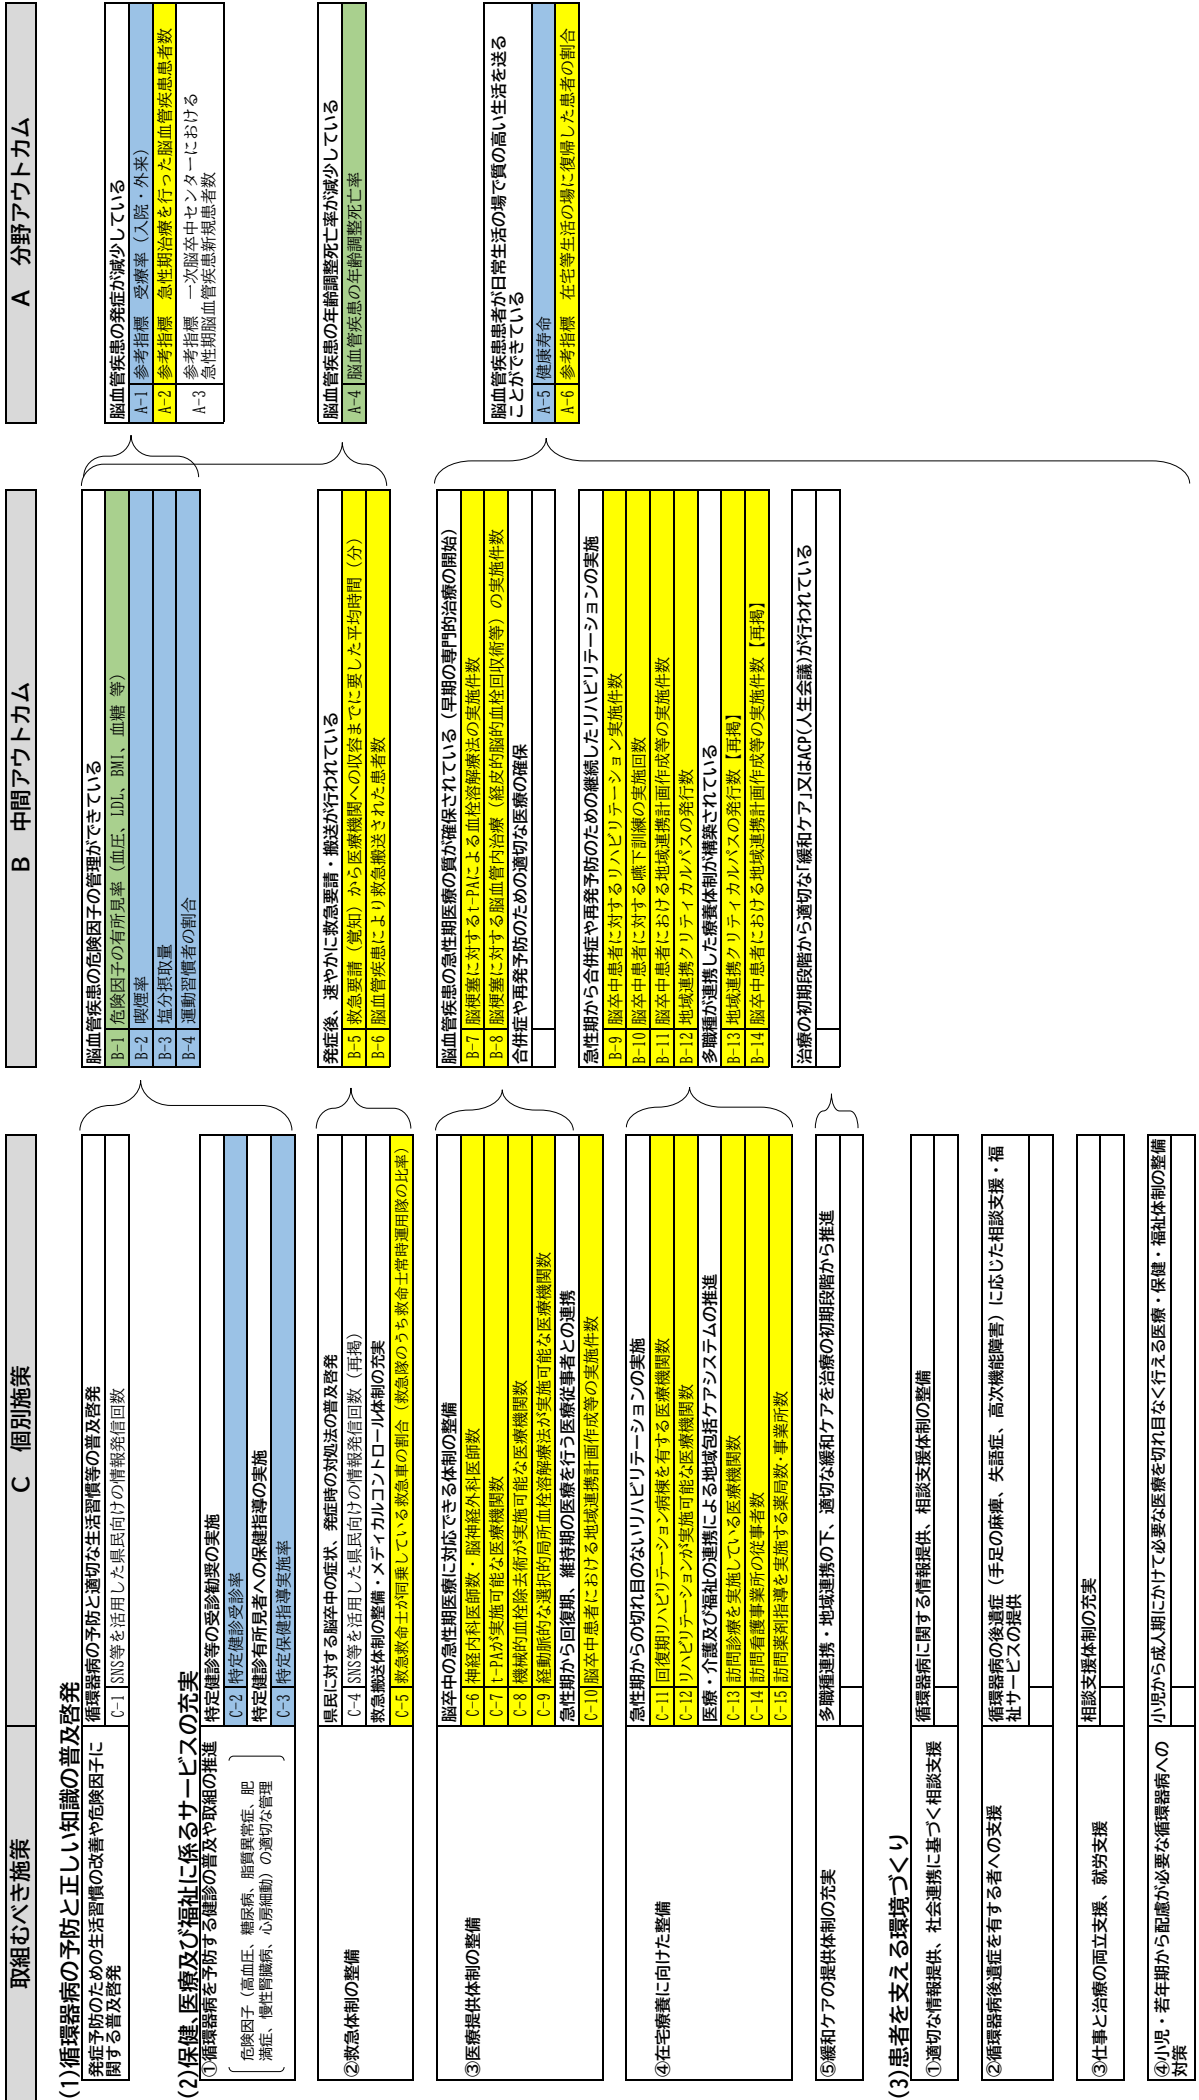 取組むべき施策
C　個別施策
B　中間アウトカム
A　分野アウトカム
(1)循環器病の予防と正しい知識の普及啓発
発症予防のための生活習慣の改善や危険因子に
関する普及啓発
循環器病の予防と適切な生活習慣等の普及啓発
C-1 SNS等を活用した県民向けの情報発信回数
(2)保健、医療及び福祉に係るサービスの充実
①循環器病を予防する健診の普及や取組の推進
危険因子（高血圧、糖尿病、脂質異常症、肥
満症、慢性腎臓病、心房細動）の適切な管理
特定健診等の受診勧奨の実施
C-2 特定健診受診率
特定健診有所見者への保健指導の実施
C-3 特定保健指導実施率
②救急体制の整備
県民に対する脳卒中の症状、発症時の対処法の普及啓発
C-4 SNS等を活用した県民向けの情報発信回数（再掲）
救急搬送体制の整備・メディカルコントロール体制の充実
C-5 救急救命士が同乗している救急車の割合（救急隊のうち救命士常時運用隊の比率）
③医療提供体制の整備
脳卒中の急性期医療に対応できる体制の整備
C-6 神経内科医師数・脳神経外科医師数
C-7 t-PAが実施可能な医療機関数
C-8 機械的血栓除去術が実施可能な医療機関数
C-9 経動脈的な選択的局所血栓溶解療法が実施可能な医療機関数
急性期から回復期、維持期の医療を行う医療従事者との連携
C-10 脳卒中患者における地域連携計画作成等の実施件数
④在宅療養に向けた整備
急性期からの切れ目のないリハビリテーションの実施
C-11 回復期リハビリテーション病棟を有する医療機関数
C-12 リハビリテーションが実施可能な医療機関数
医療・介護及び福祉の連携による地域包括ケアシステムの推進
C-13 訪問診療を実施している医療機関数
C-14 訪問看護事業所の従事者数
C-15 訪問薬剤指導を実施する薬局数・事業所数
⑤緩和ケアの提供体制の充実
多職種連携・地域連携の下、適切な緩和ケアを治療の初期段階から推進
(3)患者を支える環境づくり
①適切な情報提供、社会連携に基づく相談支援
循環器病に関する情報提供、相談支援体制の整備
②循環器病後遺症を有する者への支援
循環器病の後遺症（手足の麻痺、失語症、高次機能障害）に応じた相談支援・福
祉サービスの提供
③仕事と治療の両立支援、就労支援
相談支援体制の充実
④小児・若年期から配慮が必要な循環器病への
対策
小児から成人期にかけて必要な医療を切れ目なく行える医療・保健・福祉体制の整備
脳血管疾患の危険因子の管理ができている
B-1 危険因子の有所見率（血圧、LDL、BMI、血糖 等）
B-2 喫煙率
B-3 塩分摂取量
B-4 運動習慣者の割合
発症後、速やかに救急要請・搬送が行われている
B-5 救急要請（覚知）から医療機関への収容までに要した平均時間（分）
B-6 脳血管疾患により救急搬送された患者数
脳血管疾患の急性期医療の質が確保されている（早期の専門的治療の開始）
B-7 脳梗塞に対するt-PAによる血栓溶解療法の実施件数
B-8 脳梗塞に対する脳血管内治療（経皮的脳的血栓回収術等）の実施件数
合併症や再発予防のための適切な医療の確保
急性期から合併症や再発予防のための継続したリハビリテーションの実施
B-9 脳卒中患者に対するリハビリテーション実施件数
B-10 脳卒中患者に対する嚥下訓練の実施回数
B-11 脳卒中患者における地域連携計画作成等の実施件数
B-12 地域連携クリティカルパスの発行数
多職種が連携した療養体制が構築されている
B-13 地域連携クリティカルパスの発行数【再掲】
B-14 脳卒中患者における地域連携計画作成等の実施件数【再掲】
治療の初期段階から適切な「緩和ケア」又はACP(人生会議)が行われている
脳血管疾患の発症が減少している
A-1 参考指標　受療率（入院・外来）
A-2 参考指標　急性期治療を行った脳血管疾患患者数
A-3 参考指標　一次脳卒中センターにおける
急性期脳血管疾患新規患者数
脳血管疾患の年齢調整死亡率が減少している
A-4 脳血管疾患の年齢調整死亡率
脳血管疾患患者が日常生活の場で質の高い生活を送る
ことができている
A-5 健康寿命
A-6 参考指標　在宅等生活の場に復帰した患者の割合